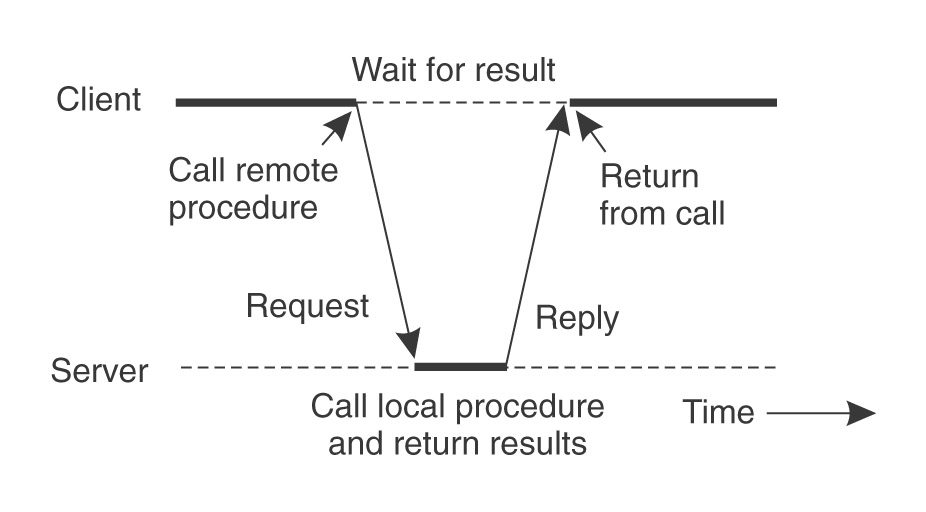 Wait for result
Client
Call remote
procedure
Return
from call
Request
Reply
Server
Call local procedure
and return results
Time